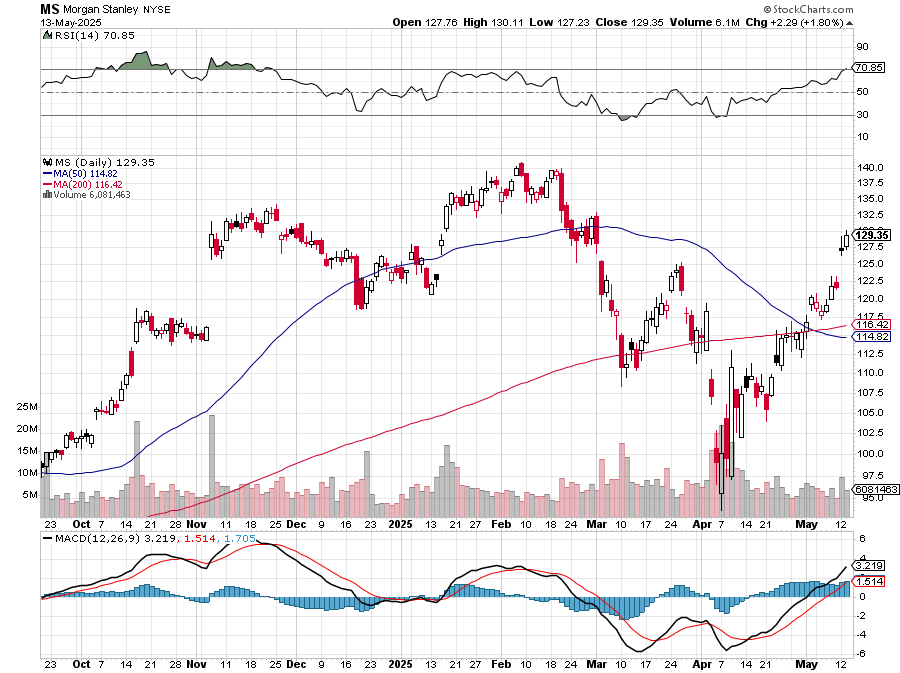 MS Morgan Stanley NYSE © StockCharts.com
13-May-2025 Open 127.76 High 130.11 Low 127.23 Close 129.35 Volume 6.1M Chg +2.29 (+1.80%)
RSI(14) 70.85
90
70.85
50
30
10
MS (Daily) 129.35
MA(50) 114.82
MA(200) 116.42
Volume 6,081,463
140.0
137.5
135.0
132.5
129.35
127.5
125.0
122.5
120.0
117.5
116.42
114.82
112.5
110.0
107.5
105.0
102.5
100.0
97.5
6081463
95.0
25M
20M
15M
10M
5M
23 Oct 7 14 21 28 Nov 11 18 25 Dec 9 16 23 2025 13 21 27 Feb 10 18 24 Mar 10 17 24 Apr 7 14 21 May 12
MACD(12,26,9) 3.219, 1.514, 1.705
6
4
3.219
1.514
0
-2
-4
-6
23 Oct 7 14 21 28 Nov 11 18 25 Dec 9 16 23 2025 13 21 27 Feb 10 18 24 Mar 10 17 24 Apr 7 14 21 May 12